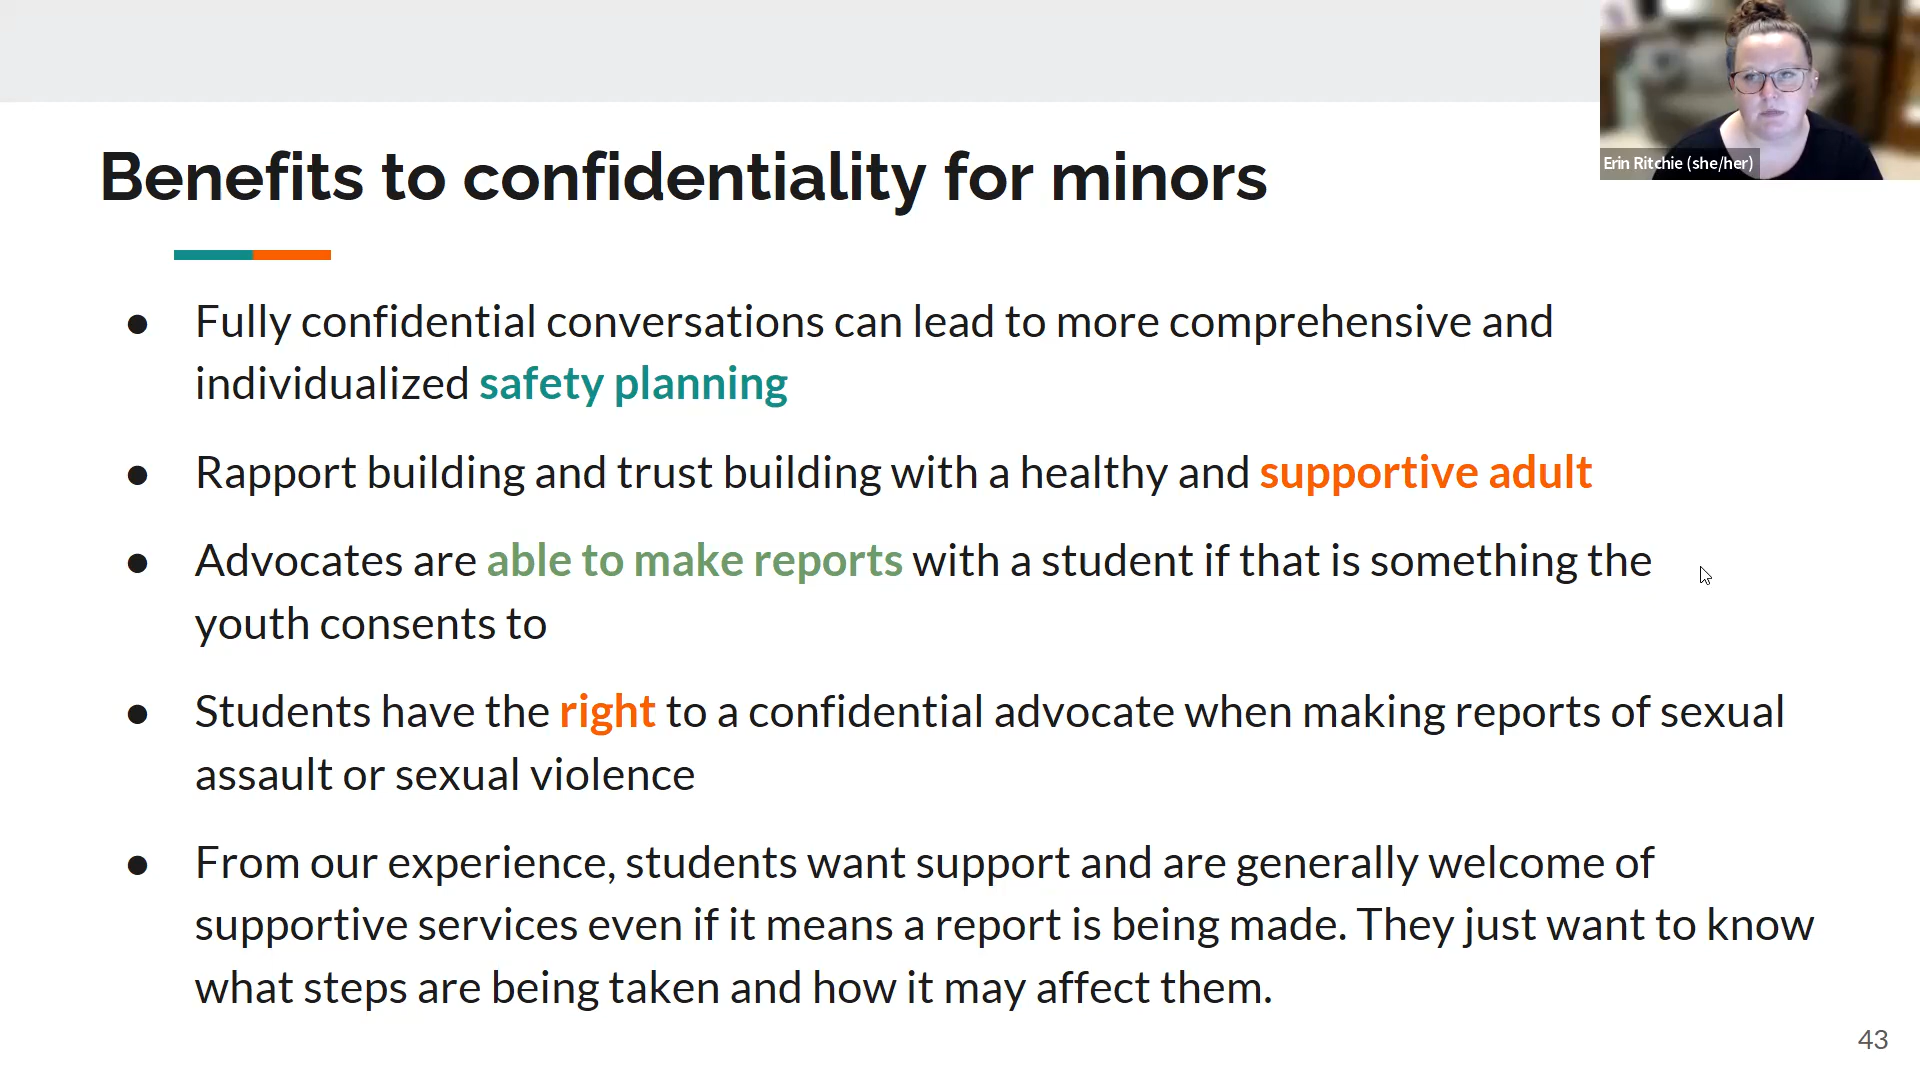 Erin Ritchie (she/her)
Benefits to confidentiality for minors
● Fully confidential conversations can lead to more comprehensive and
individualized safety planning
● Rapport building and trust building with a healthy and supportive adult
● Advocates are able to make reports with a student if that is something the
youth consents to
● Students have the right to a confidential advocate when making reports of sexual
assault or sexual violence
● From our experience, students want support and are generally welcome of
supportive services even if it means a report is being made. They just want to know
what steps are being taken and how it may affect them.
43